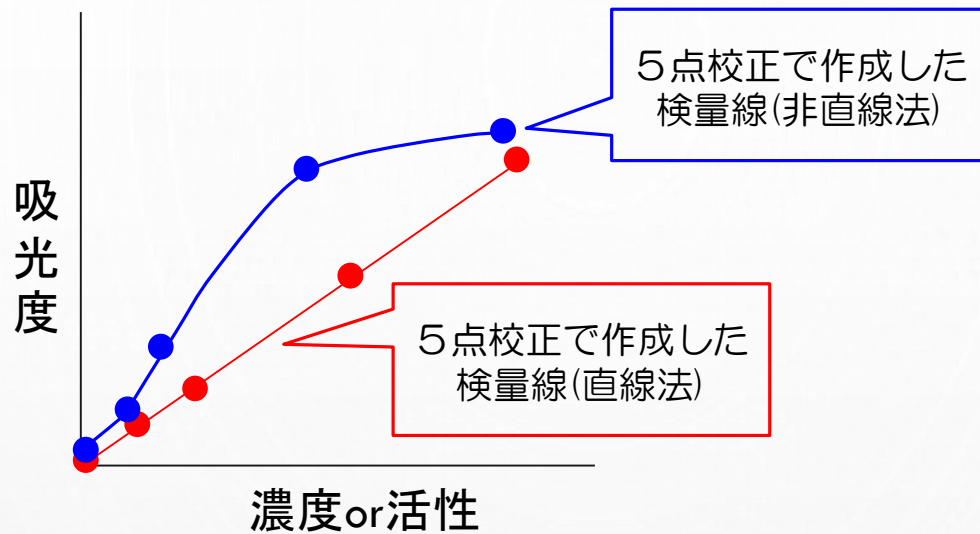 5点校正で作成した
検量線(非直線法)
吸光度
5点校正で作成した
検量線(直線法)
濃度or活性